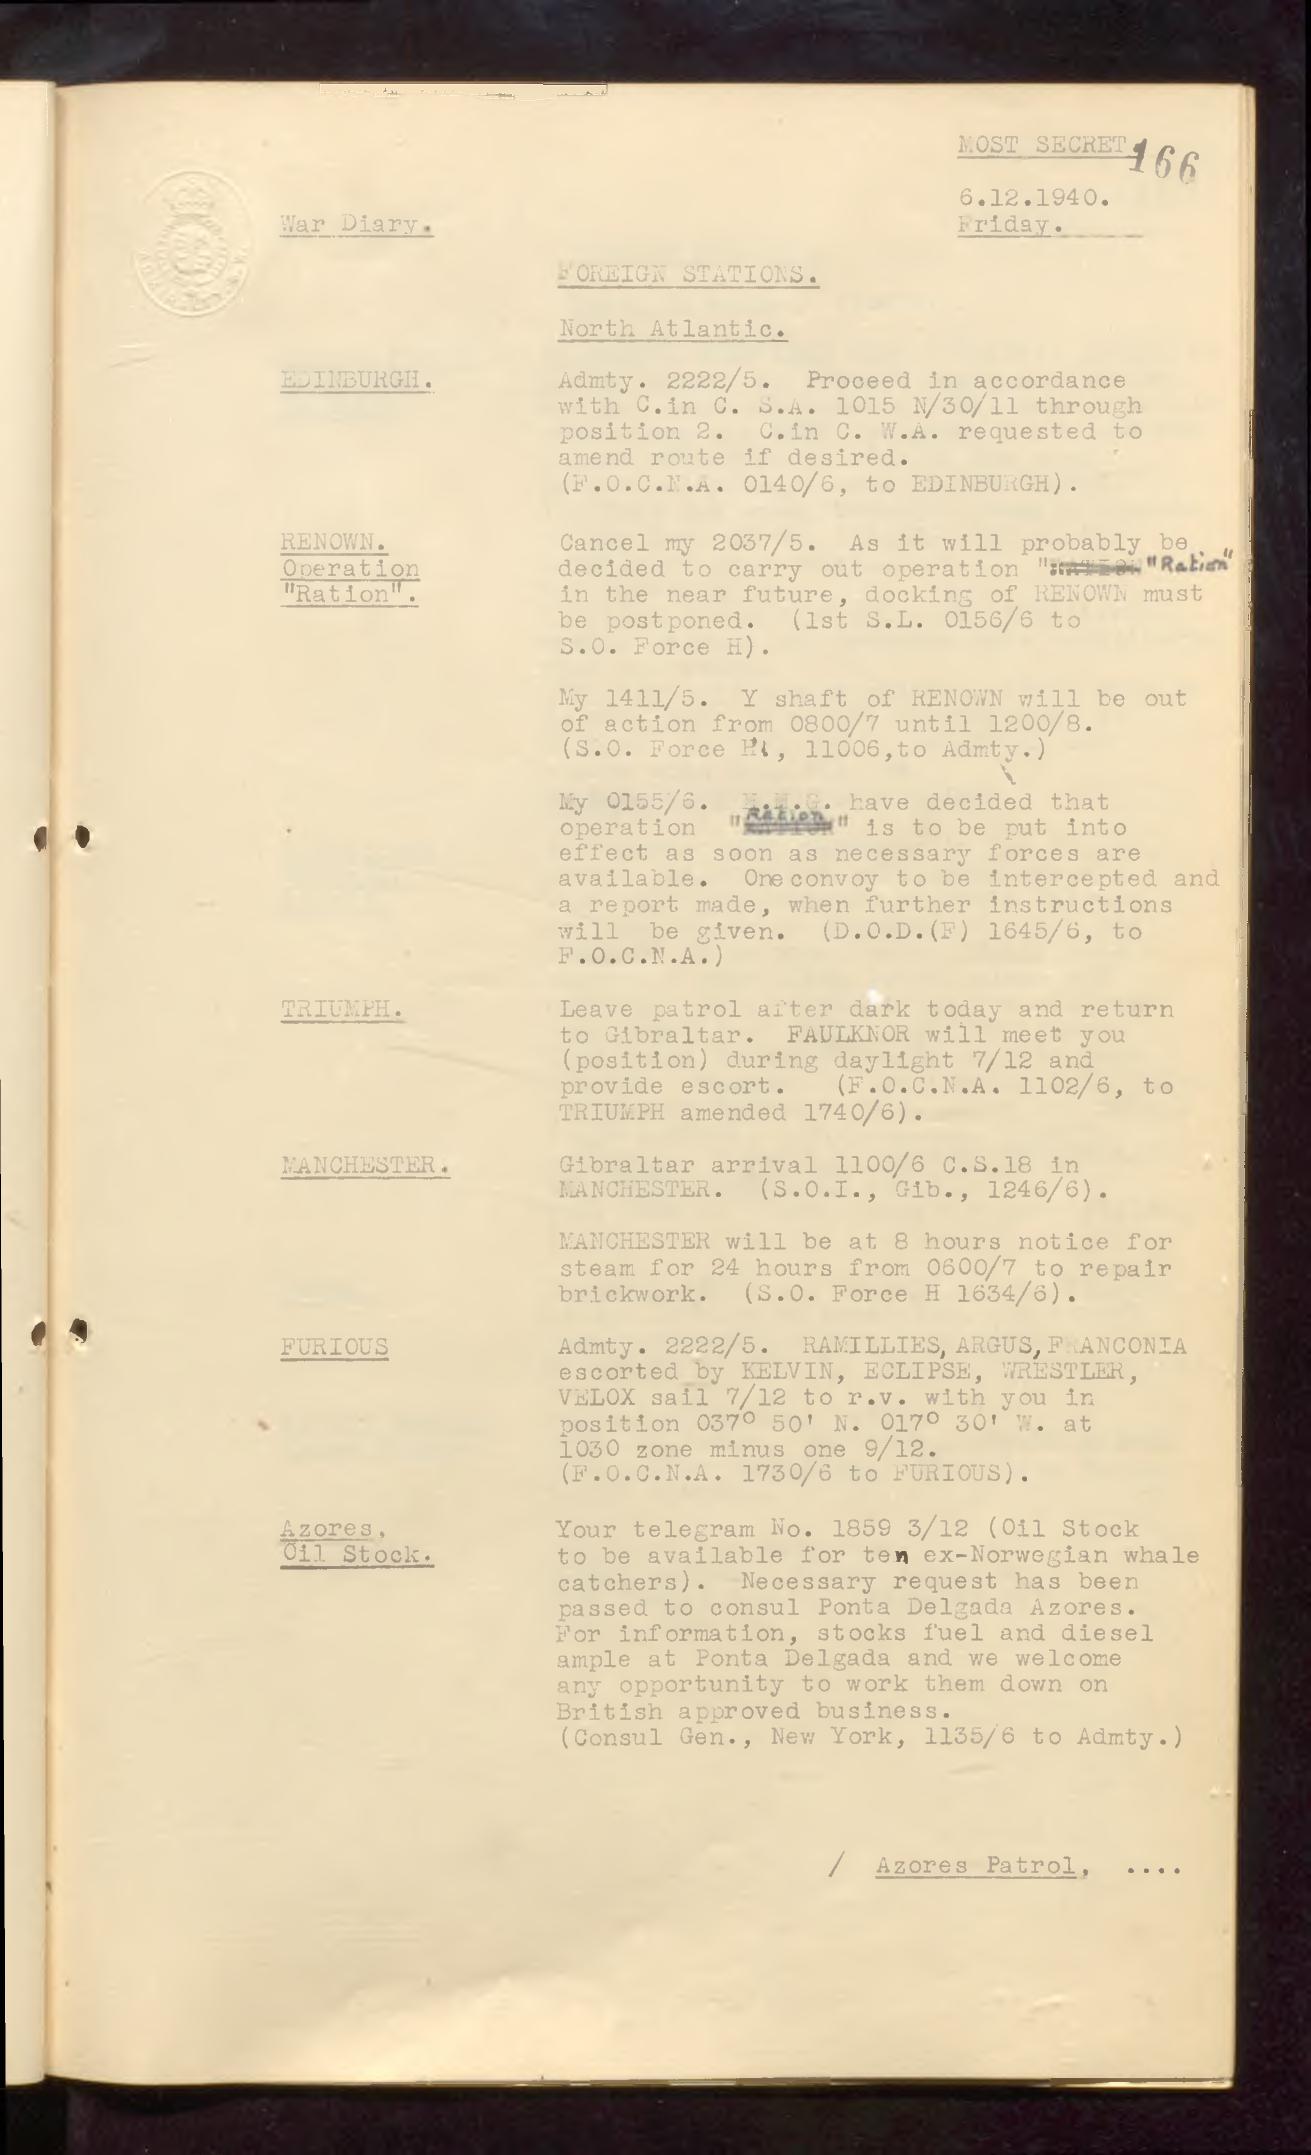 MOST SECRET
166
6.12.1940.
Friday.
War Diary.
FOREIGN STATIONS.
North Atlantic.
EDINBURGH.
Admty. 2222/5. Proceed in accordance
with C.in C. S.A. 1015 N/30/11 through
position 2. C.in C. W.A. requested to
amend route if desired.
(F.O.C.N.A. 0140/6, to EDINBURGH).
RENOWN.
Operation
"Ration".
Cancel my 2037/5. As it will probably be
decided to carry out operation "Ration"
in the near future, docking of RENOWN must
be postponed. (1st S.L. 0156/6 to
S.O. Force H).
My 1411/5. Y shaft of RENOWN will be out
of action from 0800/7 until 1200/8.
(S.O. Force H, 11006,to Admty.)
My 0155/6. H.M.G. have decided that
operation "Ration" is to be put into
effect as soon as necessary forces are
available. One convoy to be intercepted and
a report made, when further instructions
will be given. (D.O.D.(F) 1645/6, to
F.O.C.N.A.)
TRIUMPH.
Leave patrol after dark today and return
to Gibraltar. FAULKNOR will meet you
(position) during daylight 7/12 and
provide escort. (F.O.C.N.A. 1102/6, to
TRIUMPH amended 1740/6).
MANCHESTER.
Gibraltar arrival 1100/6 C.S.18 in
MANCHESTER. (S.O.I., Gib., 1246/6).
MANCHESTER will be at 8 hours notice for
steam for 24 hours from 0600/7 to repair
brickwork. (S.O. Force H 1634/6).
FURIOUS
Admty. 2222/5. RAMILLIES, ARGUS, FRANCONIA
escorted by KELVIN, ECLIPSE, WRESTLER,
VELOX sail 7/12 to r.v. with you in
position 037° 50' N. 017° 30' W. at
1030 zone minus one 9/12.
(F.O.C.N.A. 1730/6 to FURIOUS).
Azores,
Oil Stock.
Your telegram No. 1859 3/12 (Oil Stock
to be available for ten ex-Norwegian whale
catchers). Necessary request has been
passed to consul Ponta Delgada Azores.
For information, stocks fuel and diesel
ample at Ponta Delgada and we welcome
any opportunity to work them down on
British approved business.
(Consul Gen., New York, 1135/6 to Admty.)
/ Azores Patrol, ....